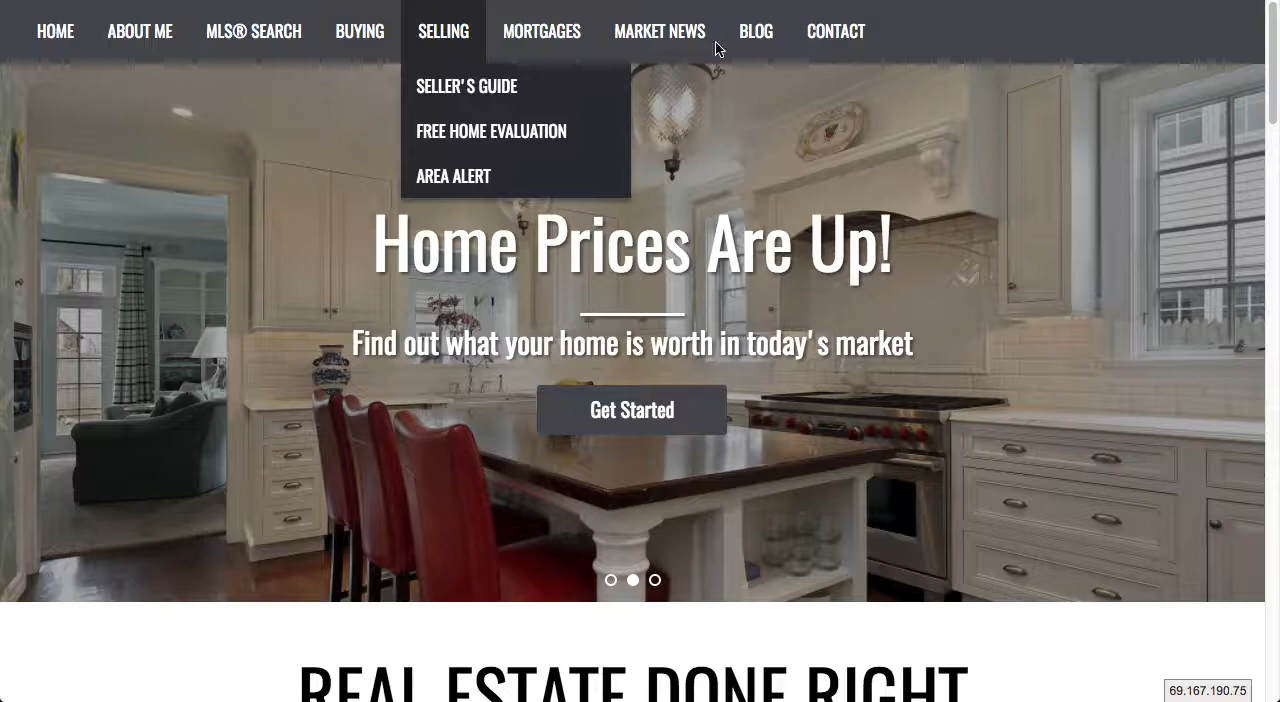 HOME ABOUT ME MLS® SEARCH BUYING SELLING MORTGAGES MARKET NEWS BLOG CONTACT
SELLER'S GUIDE
FREE HOME EVALUATION
AREA ALERT
Home Prices Are Up!
Find out what your home is worth in today's market
Get Started
REAL ESTATE DONE RIGHT
69.167.190.75